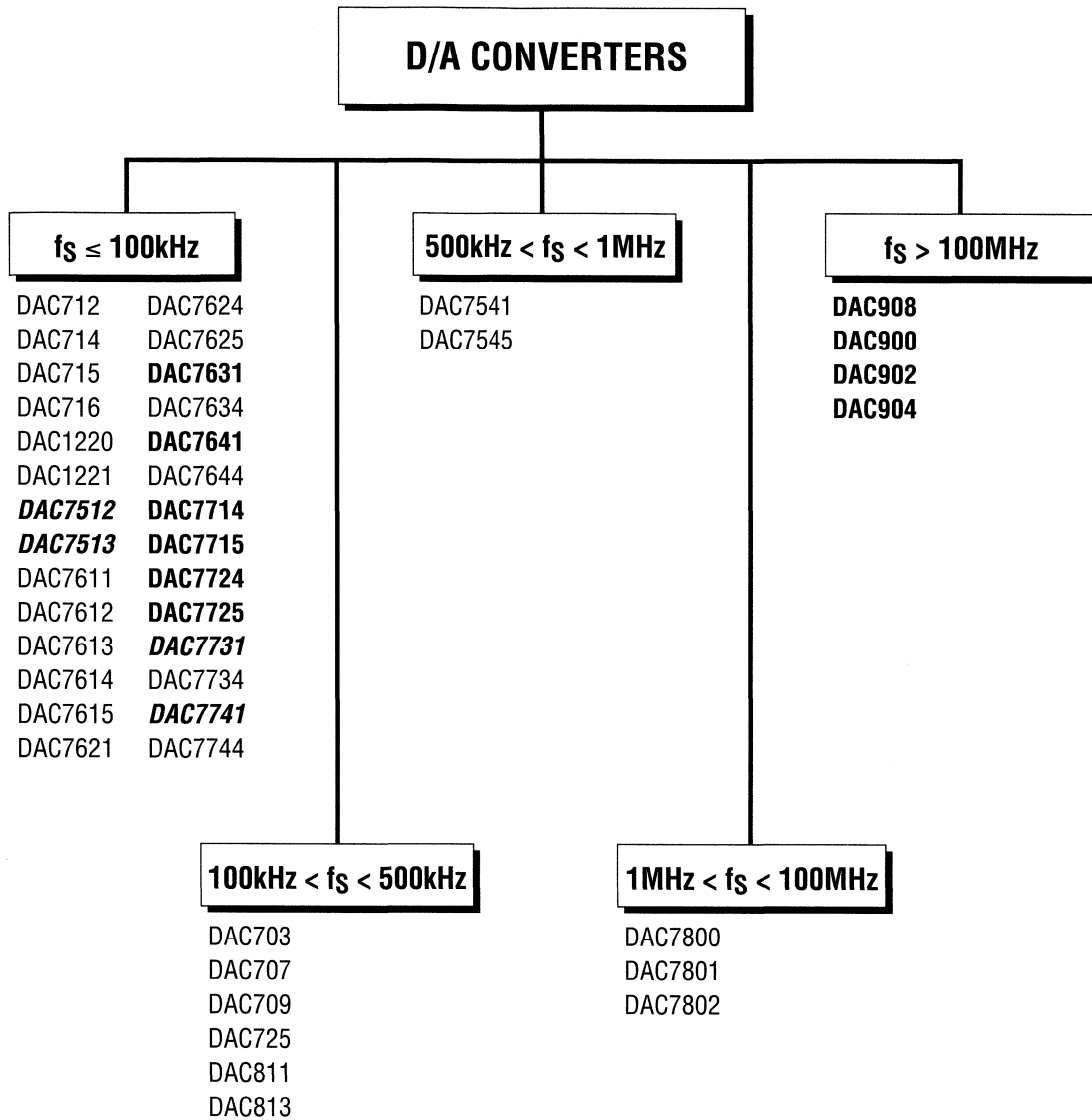 D/A CONVERTERS
fS ≤ 100kHz
DAC712 DAC7624
DAC714 DAC7625
DAC715 DAC7631
DAC716 DAC7634
DAC1220 DAC7641
DAC1221 DAC7644
DAC7512 DAC7714
DAC7513 DAC7715
DAC7611 DAC7724
DAC7612 DAC7725
DAC7613 DAC7731
DAC7614 DAC7734
DAC7615 DAC7741
DAC7621 DAC7744
500kHz < fS < 1MHz
DAC7541
DAC7545
fS > 100MHz
DAC908
DAC900
DAC902
DAC904
100kHz < fS < 500kHz
DAC703
DAC707
DAC709
DAC725
DAC811
DAC813
1MHz < fS < 100MHz
DAC7800
DAC7801
DAC7802